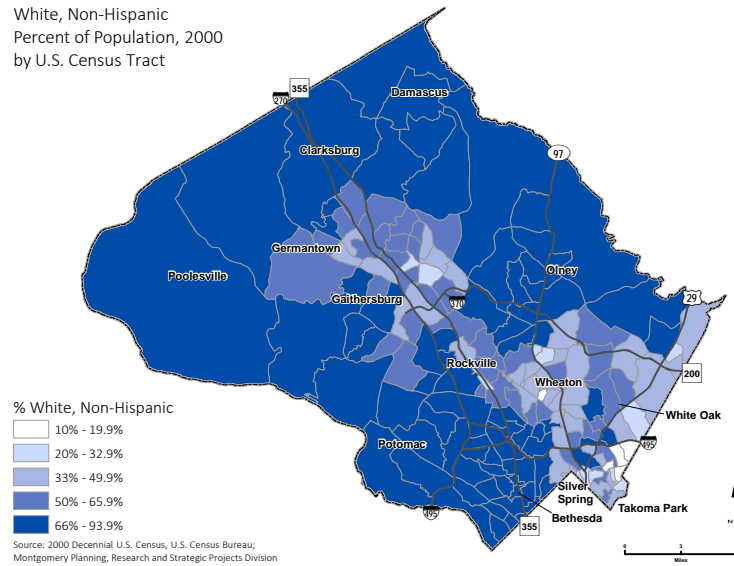 White, Non-Hispanic
Percent of Population, 2000
by U.S. Census Tract
355
270
Damascus
Clarksburg
97
Germantown
Olney
Poolesville
29
Gaithersburg
370
Rockville
200
Wheaton
% White, Non-Hispanic
10% - 19.9%
White Oak
20% - 32.9%
495
33% - 49.9%
Potomac
50% - 65.9%
Silver
Spring
Takoma Park
66% - 93.9%
495
Bethesda
355
Source: 2000 Decennial U.S. Census, U.S. Census Bureau;
Montgomery Planning, Research and Strategic Projects Division
0 3
Miles